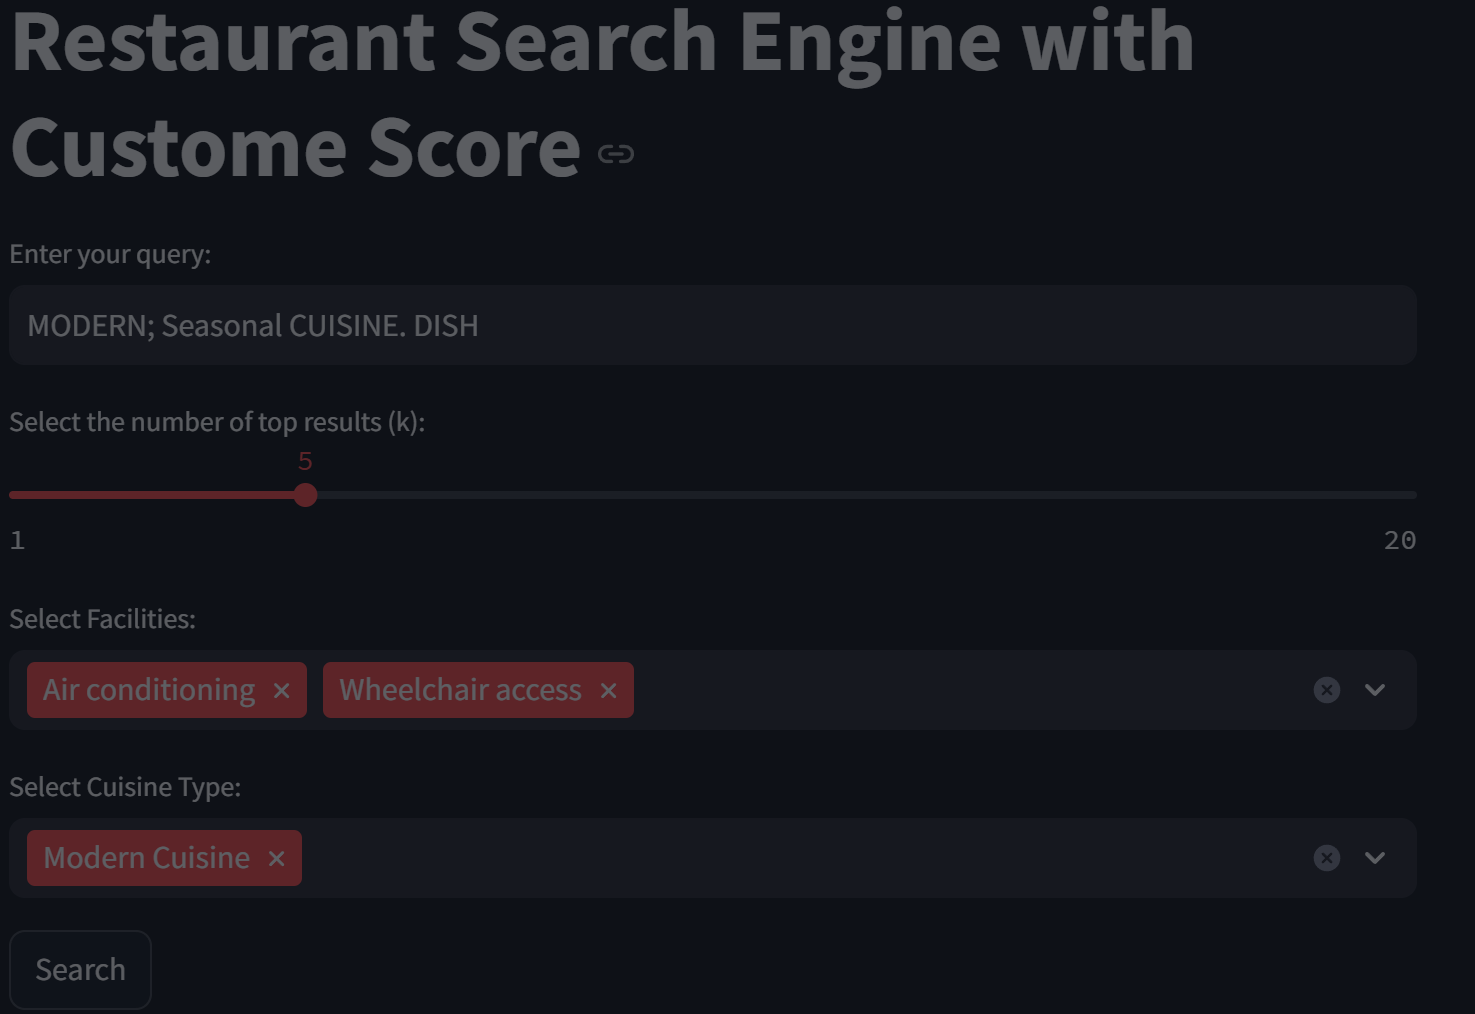 Restaurant Search Engine with
Custome Score
Enter your query:
MODERN; Seasonal CUISINE. DISH
Select the number of top results (k):
5
1 20
Select Facilities:
Air conditioning Wheelchair access
Select Cuisine Type:
Modern Cuisine
Search